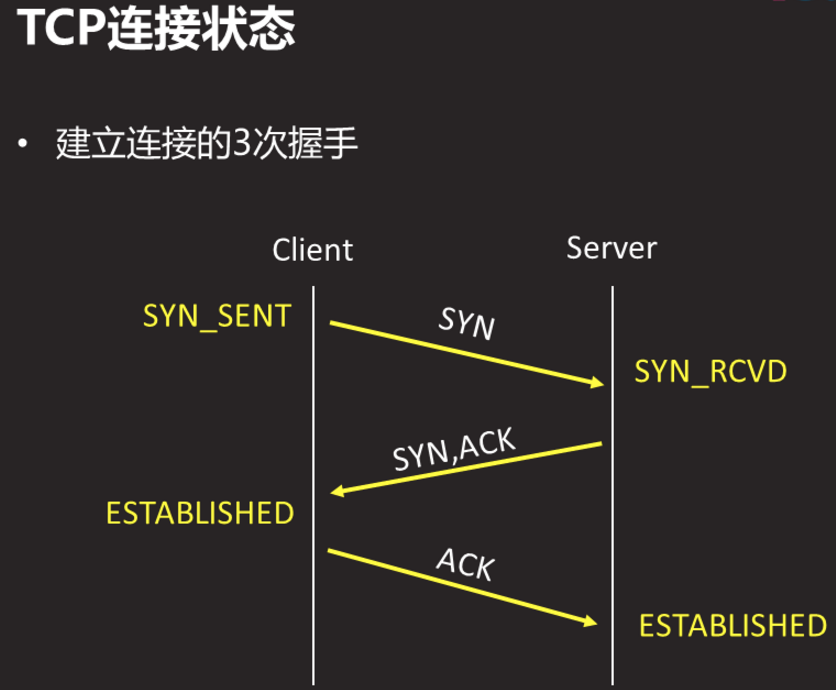 TCP连接状态
• 建立连接的3次握手
Client
Server
SYN_SENT
SYN
SYN_RCVD
SYN,ACK
ESTABLISHED
ACK
ESTABLISHED